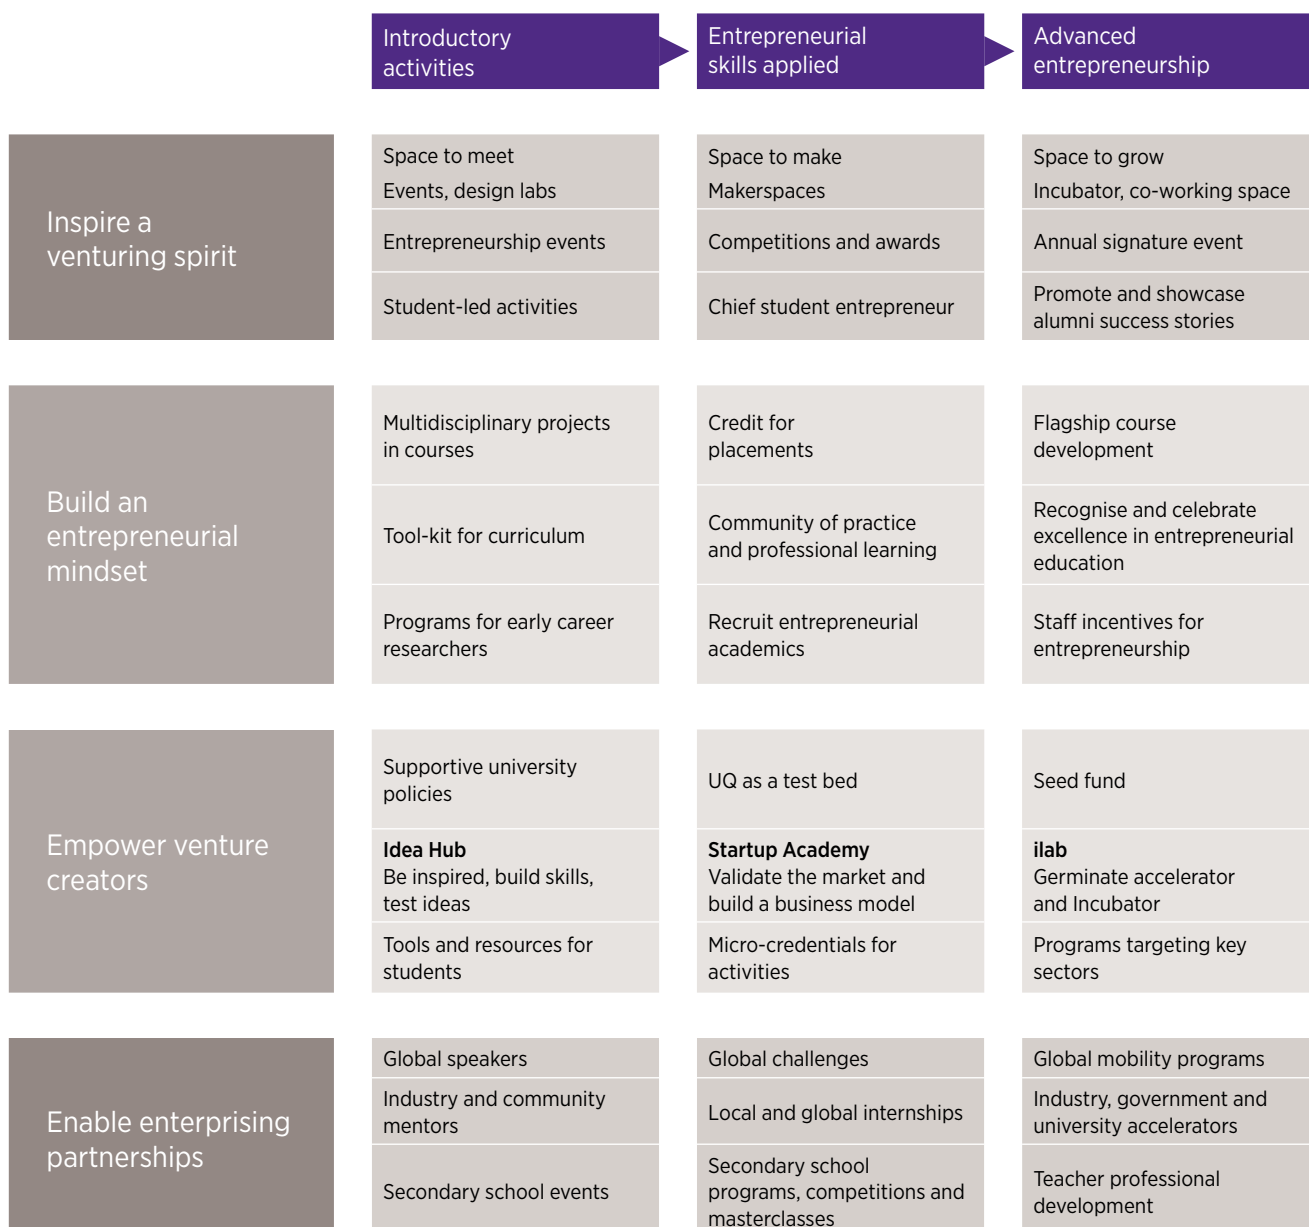 Introductory
activities
Entrepreneurial
skills applied
Advanced
entrepreneurship
Inspire a
venturing spirit
Space to meet
Events, design labs
Space to make
Makerspaces
Space to grow
Incubator, co-working space
Entrepreneurship events
Competitions and awards
Annual signature event
Student-led activities
Chief student entrepreneur
Promote and showcase
alumni success stories
Build an
entrepreneurial
mindset
Multidisciplinary projects
in courses
Credit for
placements
Flagship course
development
Tool-kit for curriculum
Community of practice
and professional learning
Recognise and celebrate
excellence in entrepreneurial
education
Programs for early career
researchers
Recruit entrepreneurial
academics
Staff incentives for
entrepreneurship
Empower venture
creators
Supportive university
policies
UQ as a test bed
Seed fund
Idea Hub
Be inspired, build skills,
test ideas
Startup Academy
Validate the market and
build a business model
ilab
Germinate accelerator
and Incubator
Tools and resources for
students
Micro-credentials for
activities
Programs targeting key
sectors
Enable enterprising
partnerships
Global speakers
Global challenges
Global mobility programs
Industry and community
mentors
Local and global internships
Industry, government and
university accelerators
Secondary school events
Secondary school
programs, competitions and
masterclasses
Teacher professional
development